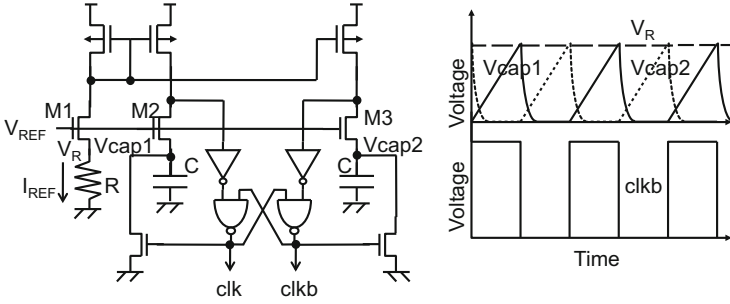 M1
M2
M3
V_REF
V_R
Vcap1
Vcap2
I_REF
R
C
C
clk
clkb
V_R
Vcap1
Vcap2
Voltage
clkb
Voltage
Time